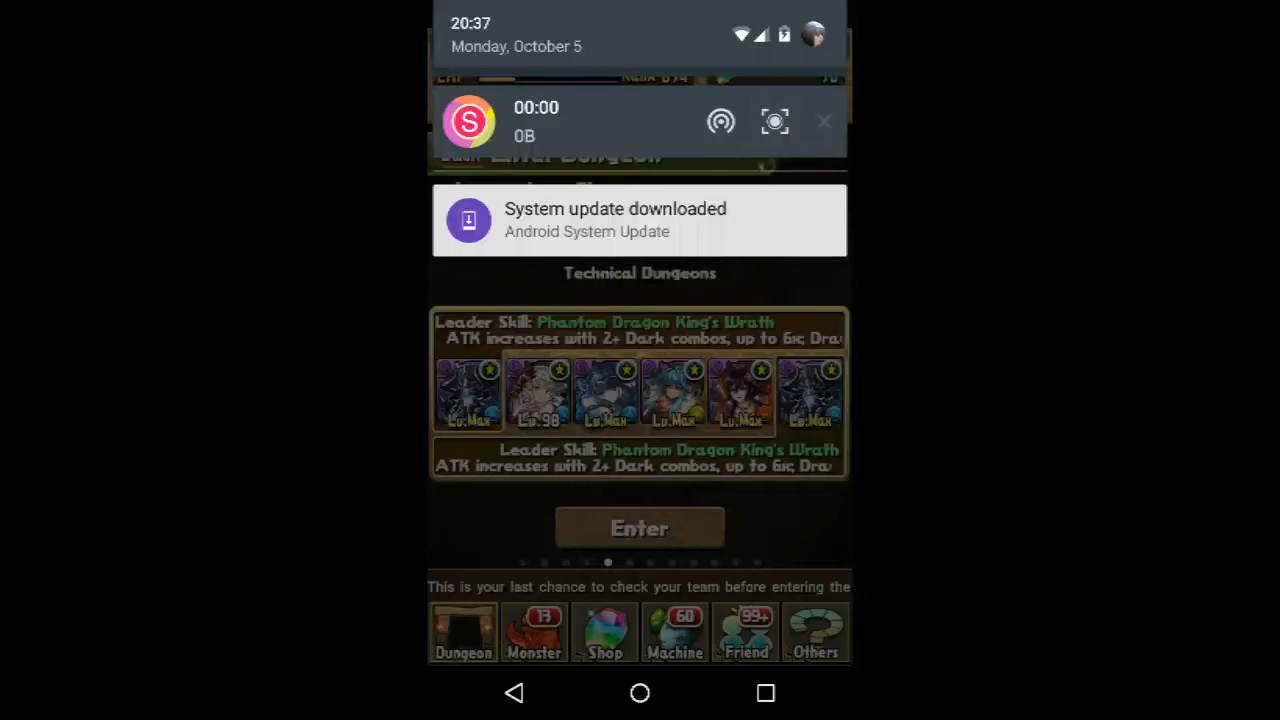 20:37
Monday, October 5
Rank 694
S
00:00
0B
Enter Dungeon
System update downloaded
Android System Update
Technical Dungeons
Leader Skill: Phantom Dragon King's Wrath
ATK increases with 2+ Dark combos, up to 6x; Dra
Lv.Max
Lv.98
Lv.Max
Lv.Max
Lv.Max
Lv.Max
Leader Skill: Phantom Dragon King's Wrath
ATK increases with 2+ Dark combos, up to 6x; Dra
Enter
This is your last chance to check your team before entering the
13
60
99+
Dungeon
Monster
Shop
Machine
Friend
Others